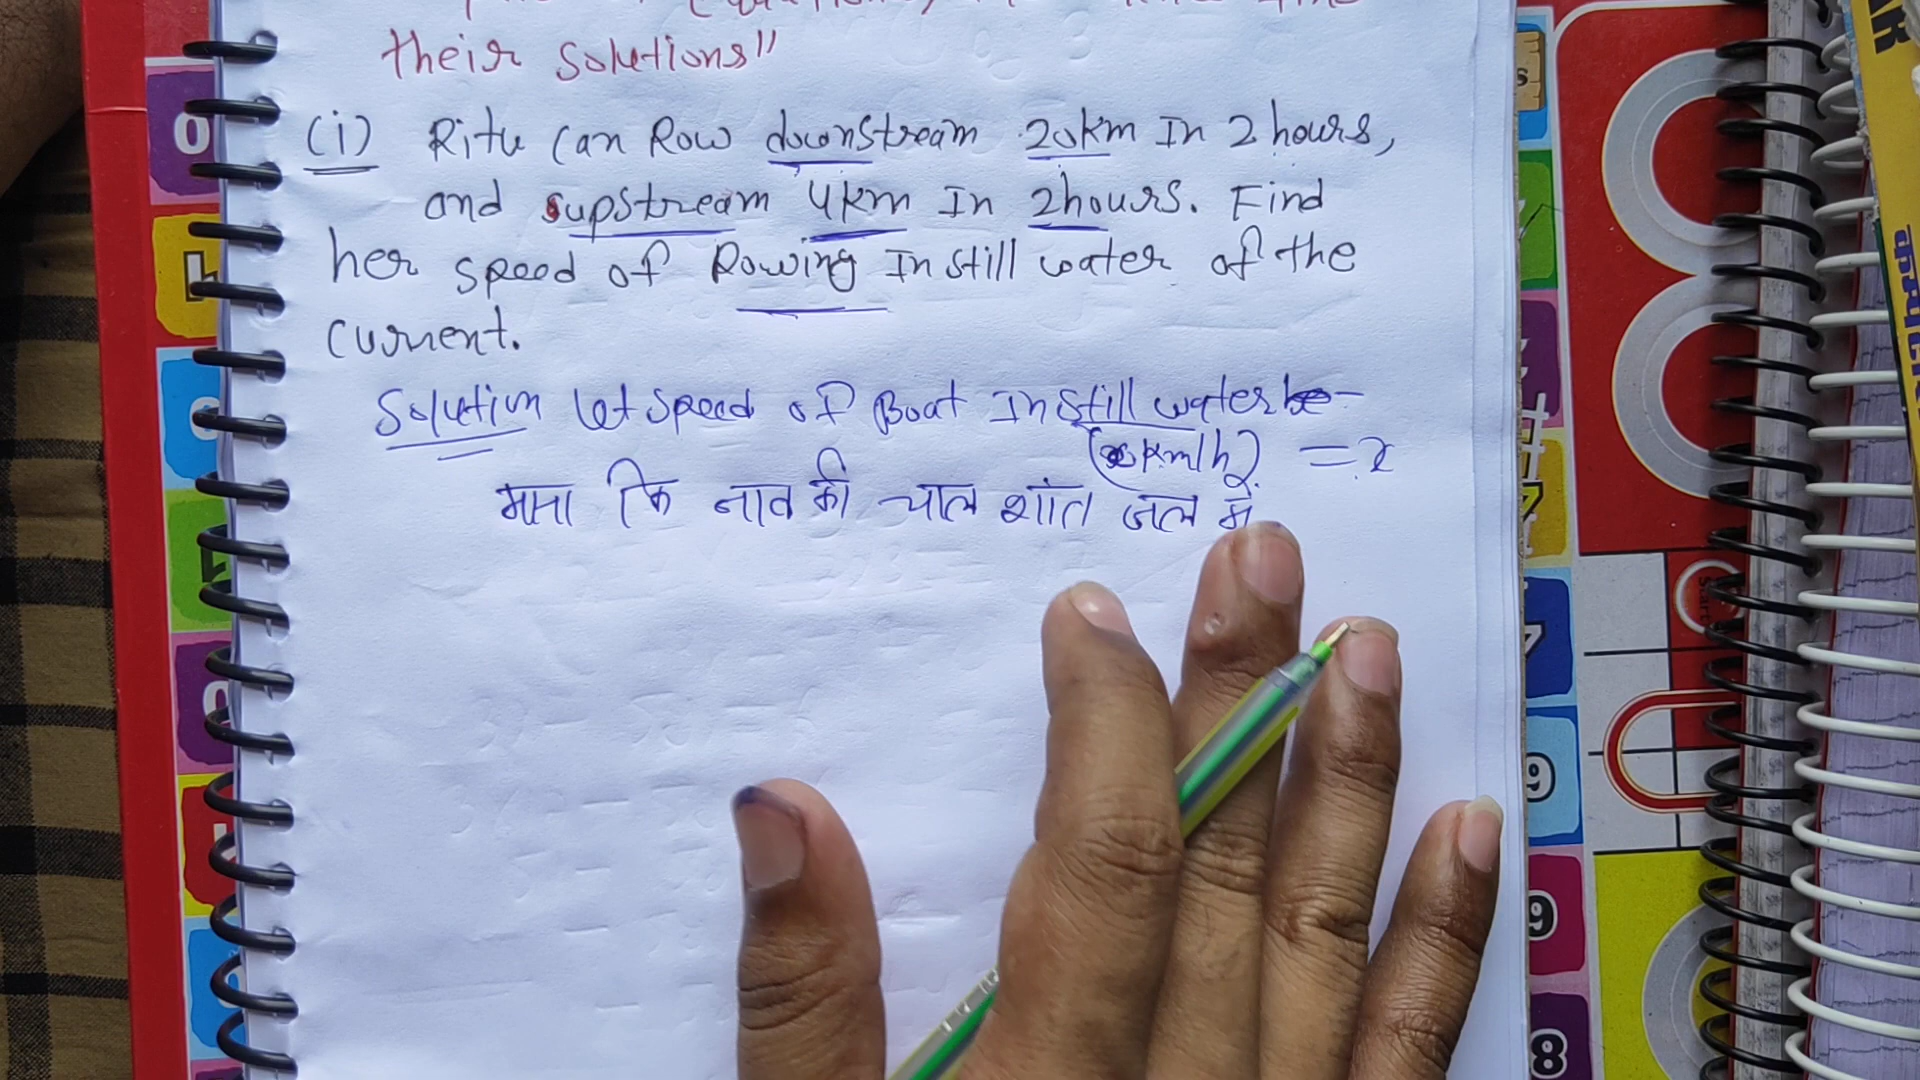 their solutions"
(i) Ritu can Row downstream 20km In 2 hours,
and supstream 4km In 2hours. Find
her speed of Rowing In still water of the
current.
Solution let speed of Boat In still water be-
(x km/h) = x
माना कि नाव की चाल शांत जल में